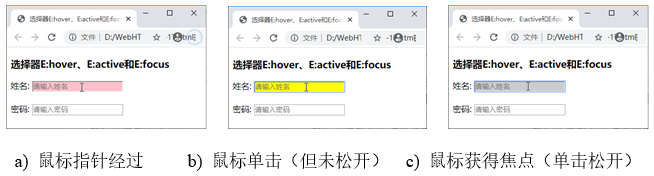 选择器E:hover、E:active和E:fo
文件 D:/WebHT
选择器E:hover、E:active和E:focus
姓名: 请输入姓名
密码: 请输入密码
a) 鼠标指针经过
选择器E:hover、E:active和E:fo
文件 D:/WebHT
选择器E:hover、E:active和E:focus
姓名: 请输入姓名
密码: 请输入密码
b) 鼠标单击（但未松开）
选择器E:hover、E:active和E:fo
文件 D:/WebHT
选择器E:hover、E:active和E:focus
姓名: 请输入姓名
密码: 请输入密码
c) 鼠标获得焦点（单击松开）